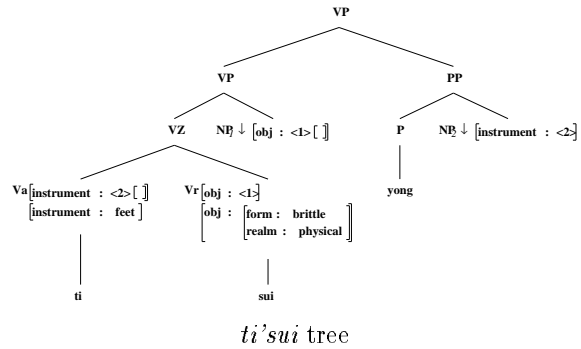 VP
VP PP
VZ NP1 ↓ [obj : <1>[ ]] P NP2 ↓ [instrument : <2>]
Va[instrument : <2>[ ]] Vr[obj : <1>] yong
[instrument : feet] [obj : [form : brittle
realm : physical]]
ti sui
ti'sui tree